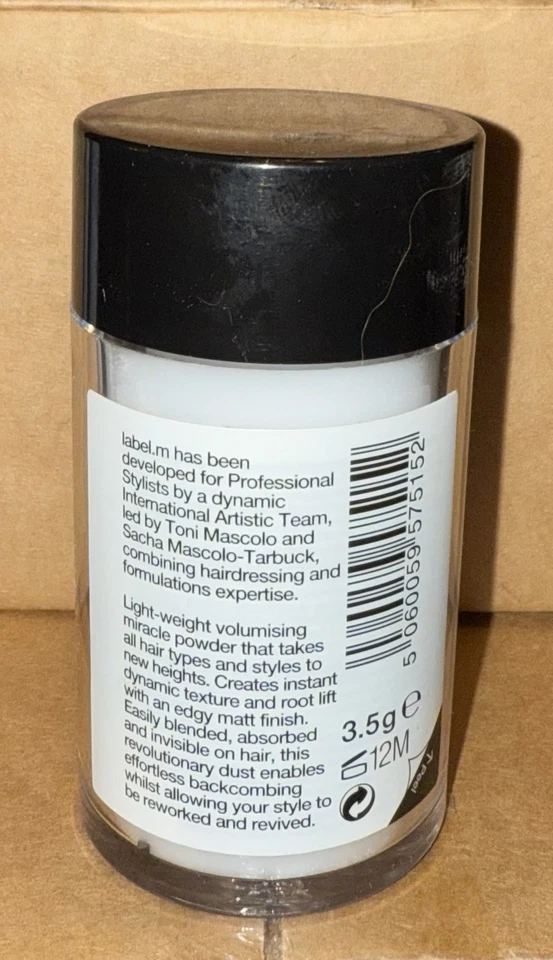 label.m has been
developed for Professional
Stylists by a dynamic
International Artistic Team,
led by Toni Mascolo and
Sacha Mascolo-Tarbuck,
combining hairdressing and
formulations expertise.
Light-weight volumising
miracle powder that takes
all hair types and styles to
new heights. Creates instant
dynamic texture and root lift
with an edgy matt finish.
Easily blended, absorbed
and invisible on hair, this
revolutionary dust enables
effortless backcombing
whilst allowing your style to
be reworked and revived.
5 060059 575152
3.5g e
12M
Peel